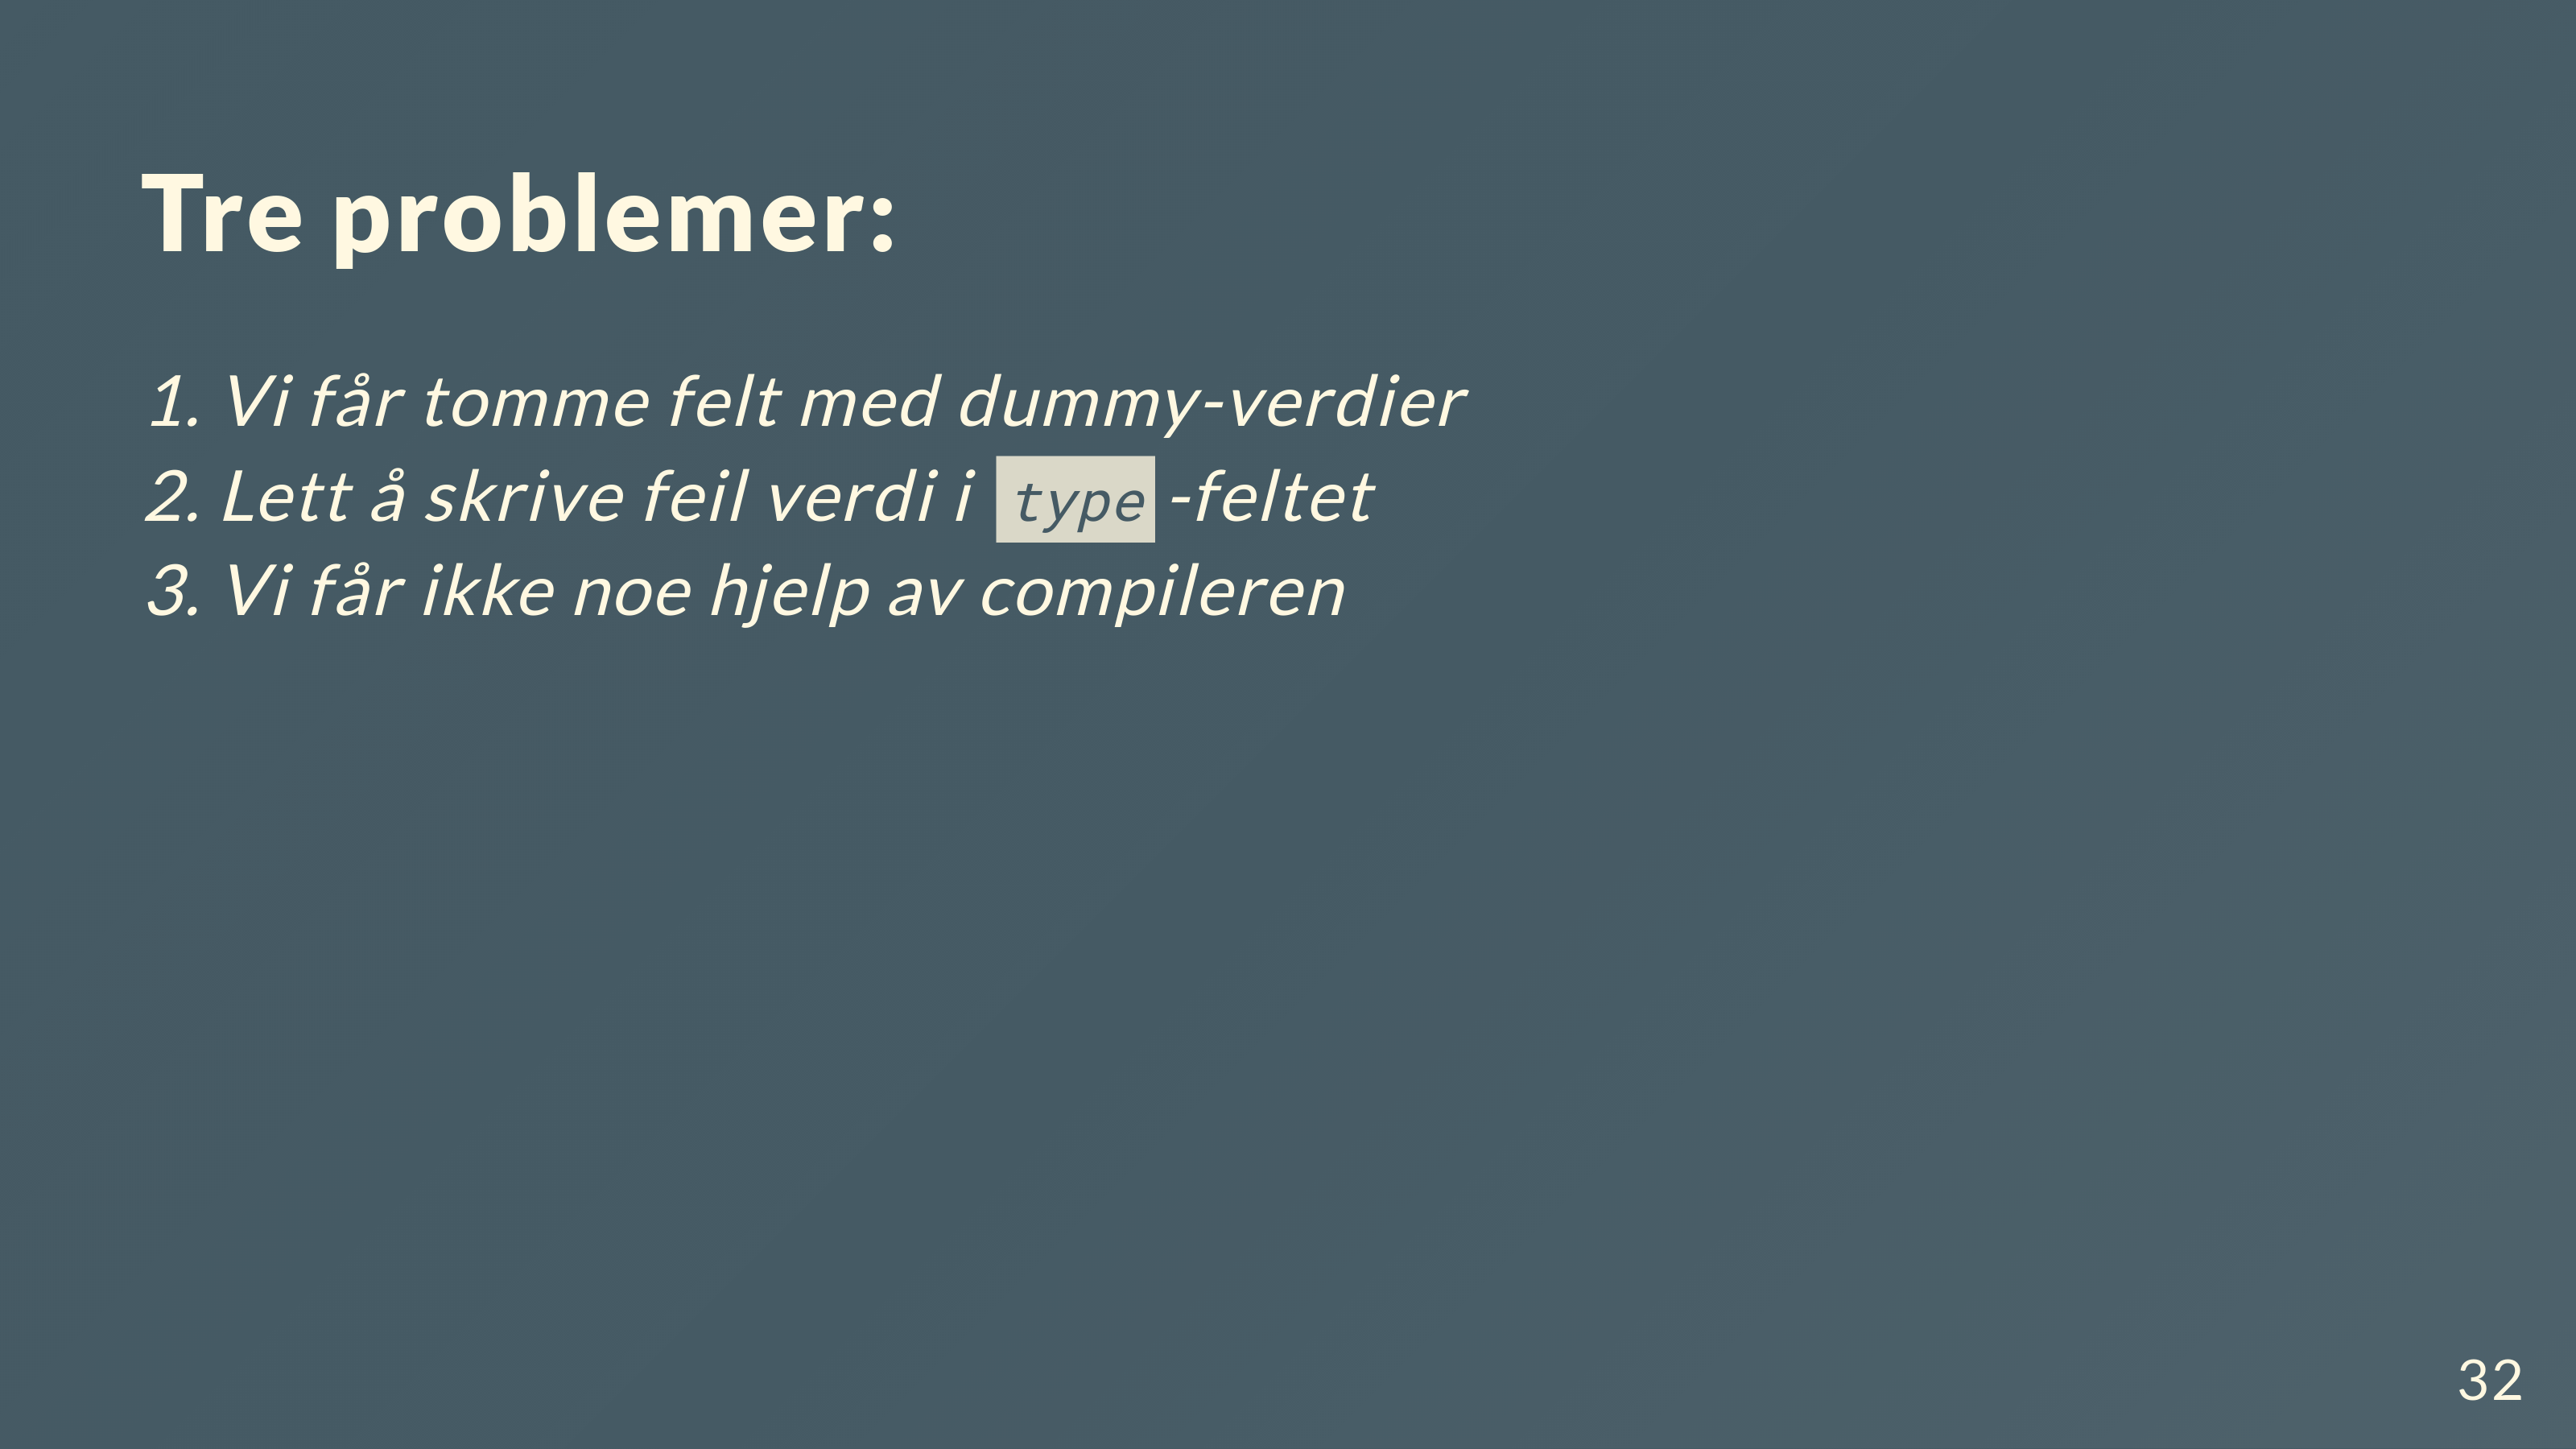 Tre problemer:
1. Vi får tomme felt med dummy-verdier
2. Lett å skrive feil verdi i type -feltet
3. Vi får ikke noe hjelp av compileren
32